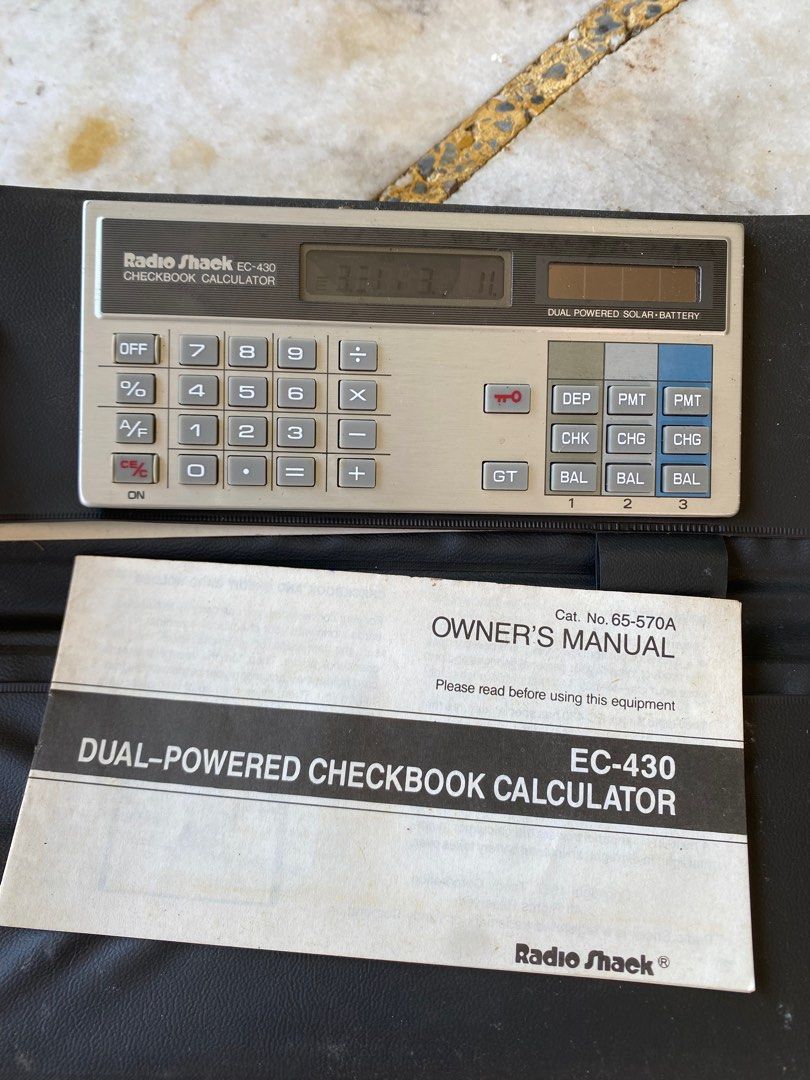 Radio Shack EC-430
CHECKBOOK CALCULATOR
DUAL POWERED SOLAR·BATTERY
OFF 7 8 9 ÷
% 4 5 6 ×
A/F 1 2 3 −
CE/C 0 · = +
ON
DEP PMT PMT
CHK CHG CHG
GT BAL BAL BAL
1 2 3
Cat. No. 65-570A
OWNER'S MANUAL
Please read before using this equipment
EC-430
DUAL-POWERED CHECKBOOK CALCULATOR
Radio Shack®